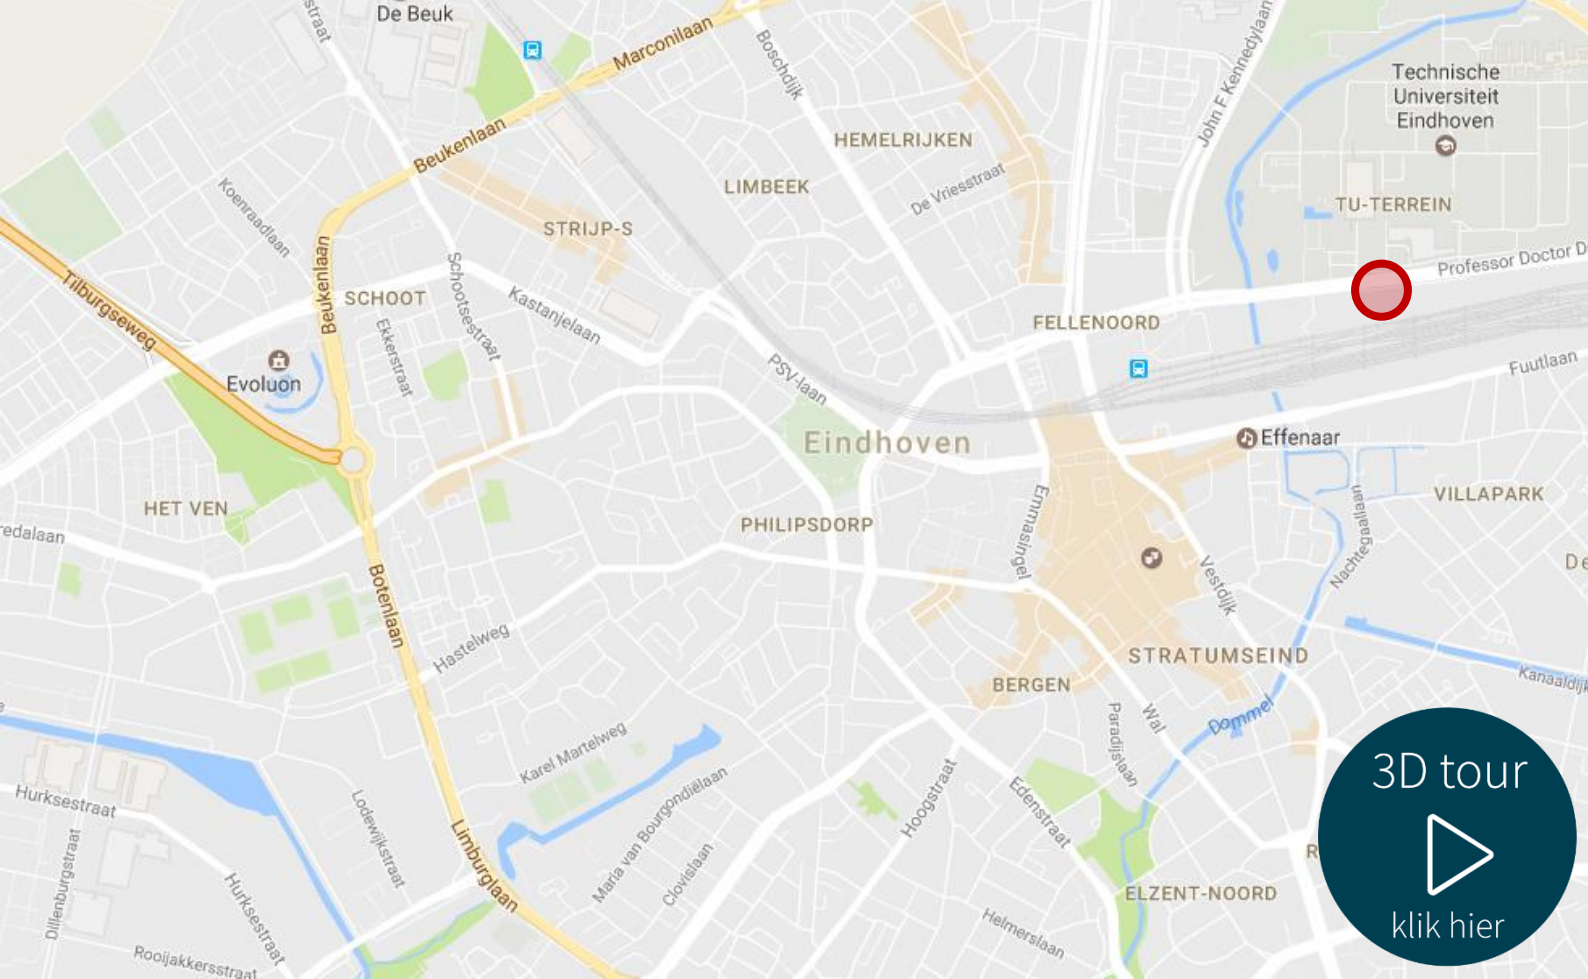 straat
De Beuk
Marconilaan
Boschdijk
John F Kennedylaan
Technische
Universiteit
Eindhoven
Beukenlaan
HEMELRIJKEN
LIMBEEK
De Vriesstraat
TU-TERREIN
Koenraadlaan
STRIJP-S
Professor Doctor D
Tilburgseweg
Beukenlaan
SCHOOT
Schootsestraat
Kastanjelaan
FELLENOORD
Ekkerstraat
Evoluon
PSV-laan
Fuutlaan
Eindhoven
Effenaar
HET VEN
VILLAPARK
redalaan
PHILIPSDORP
Emmasingel
Nachtegaallaan
De
Botenlaan
Vestdijk
Hastelweg
STRATUMSEIND
BERGEN
Kanaaldijk
Dommel
Wal
Paradijslaan
Karel Martelweg
3D tour
Hurksestraat
Maria van Bourgondiëlaan
Hoogstraat
Edenstraat
Lodewijkstraat
Limburglaan
R
Clovislaan
Dillenburgstraat
Hurksestraat
ELZENT-NOORD
klik hier
Helmerslaan
Rooijakkersstraat